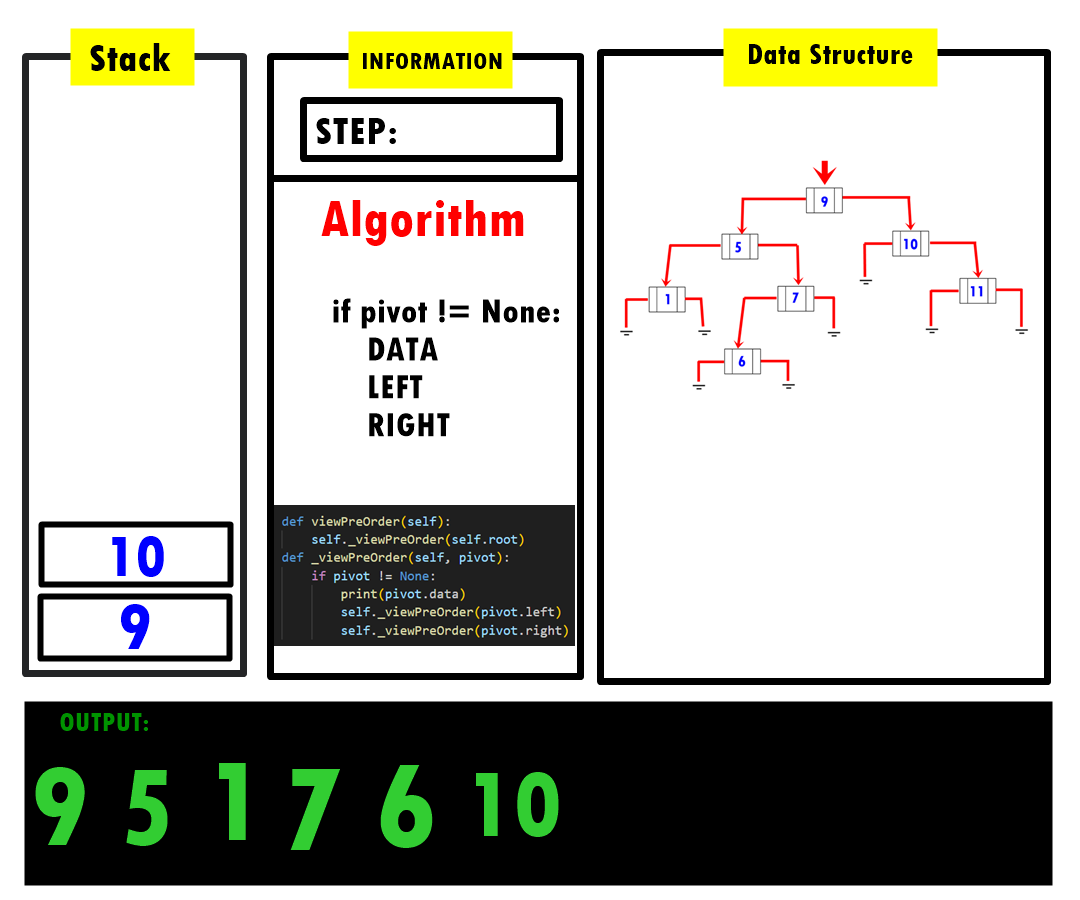 Stack
10
9
INFORMATION
STEP:
Algorithm
if pivot != None:
DATA
LEFT
RIGHT
def viewPreOrder(self):
self._viewPreOrder(self.root)
def _viewPreOrder(self, pivot):
if pivot != None:
print(pivot.data)
self._viewPreOrder(pivot.left)
self._viewPreOrder(pivot.right)
Data Structure
9
5
10
1
7
11
6
OUTPUT:
9 5 1 7 6 10